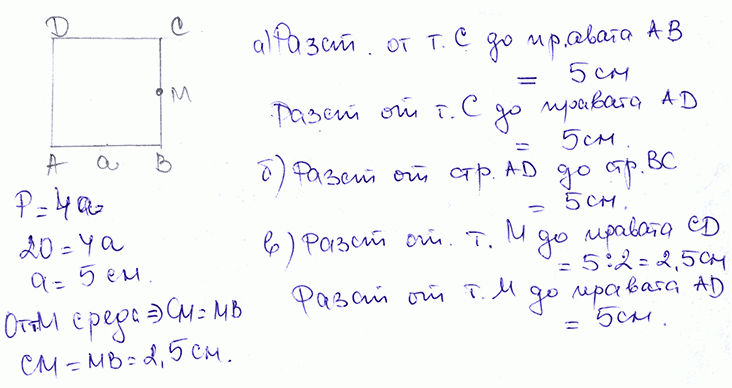 D C
M
A a B
P = 4a
20 = 4a
a = 5 см.
От т.М среда ⇒ CM = MB
CM = MB = 2,5 см.
а) Разст. от т. С до правата AB
= 5 см
Разст от т. С до правата AD
= 5 см.
б) Разст от стр. AD до стр. BC
= 5 см.
в) Разст от. т. М до правата CD
= 5:2 = 2,5 см
Разст от т. М до правата AD
= 5 см.